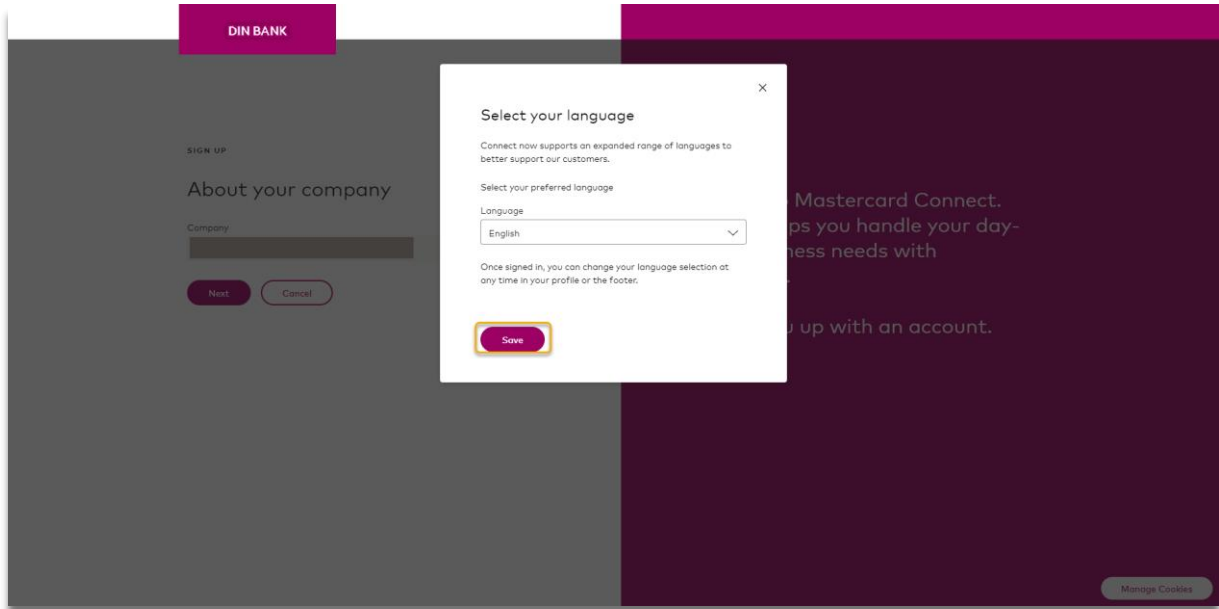 DIN BANK
SIGN UP
About your company
Company
Next
Cancel
Select your language
Connect now supports an expanded range of languages to
better support our customers.
Select your preferred language
Language
English
Once signed in, you can change your language selection at
any time in your profile or the footer.
Save
Mastercard Connect.
ps you handle your day-
ness needs with
.
up with an account.
Manage Cookies